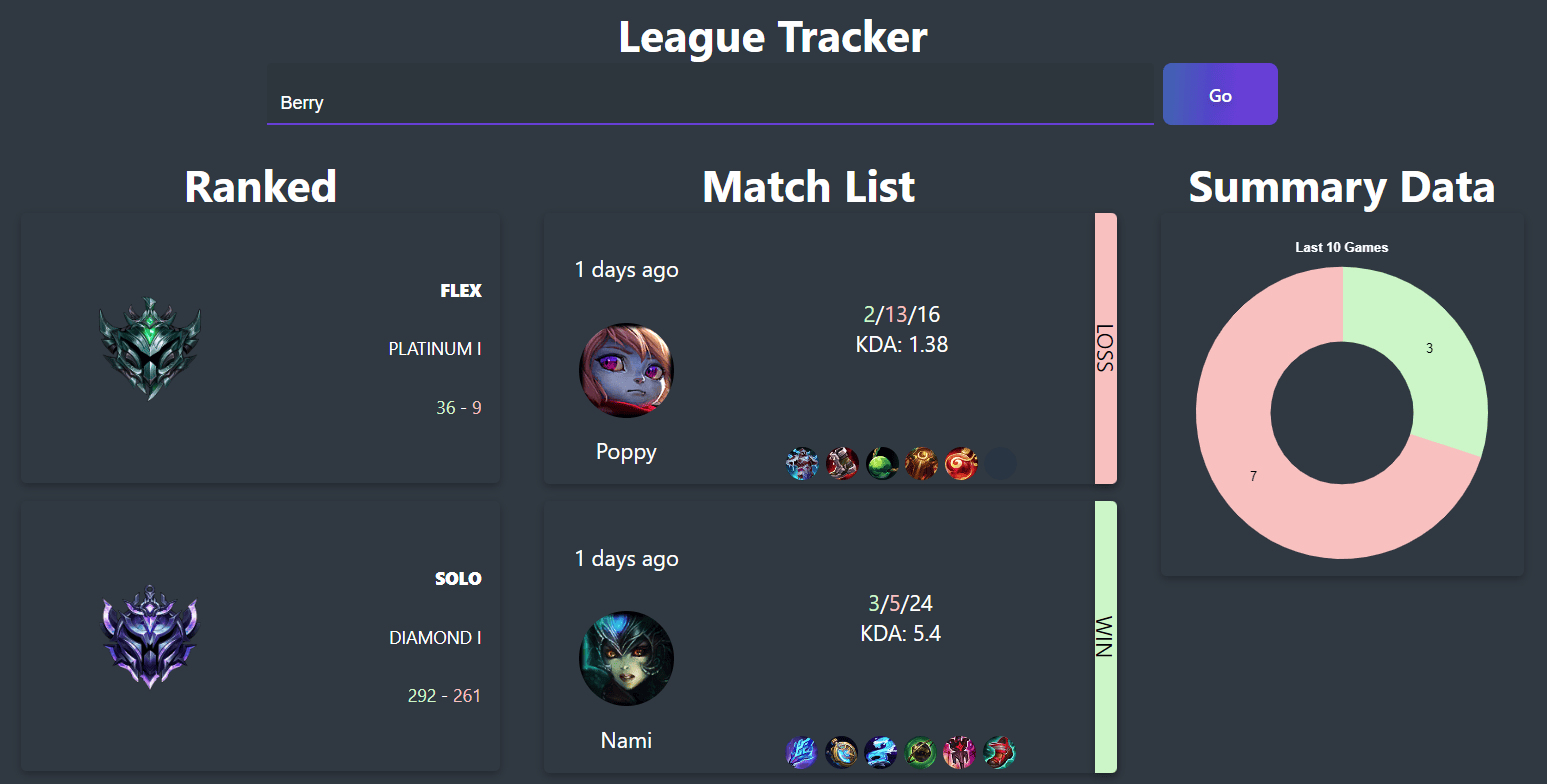 League Tracker
Berry
Go
Ranked
FLEX
PLATINUM I
36 - 9
SOLO
DIAMOND I
292 - 261
Match List
1 days ago
2/13/16
KDA: 1.38
Poppy
LOSS
1 days ago
3/5/24
KDA: 5.4
Nami
WIN
Summary Data
Last 10 Games
3
7